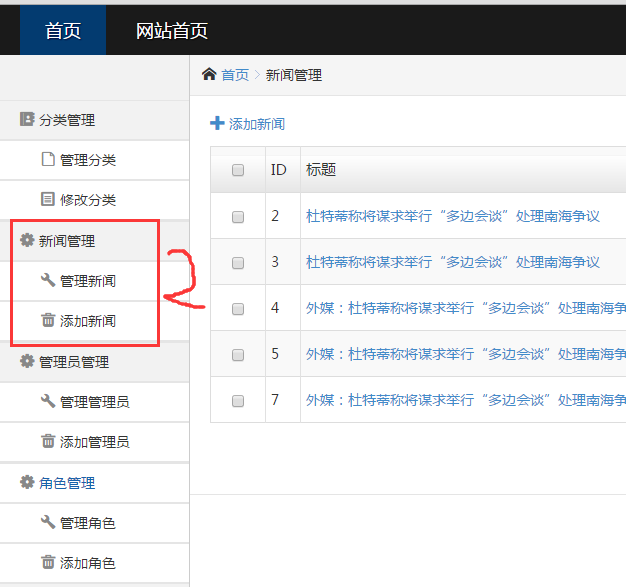 首页 网站首页
首页 > 新闻管理
分类管理
管理分类
修改分类
新闻管理
管理新闻
添加新闻
管理员管理
管理管理员
添加管理员
角色管理
管理角色
添加角色
2
添加新闻
ID 标题
2 杜特蒂称将谋求举行“多边会谈”处理南海争议
3 杜特蒂称将谋求举行“多边会谈”处理南海争议
4 外媒：杜特蒂称将谋求举行“多边会谈”处理南海争
5 外媒：杜特蒂称将谋求举行“多边会谈”处理南海争
7 外媒：杜特蒂称将谋求举行“多边会谈”处理南海争